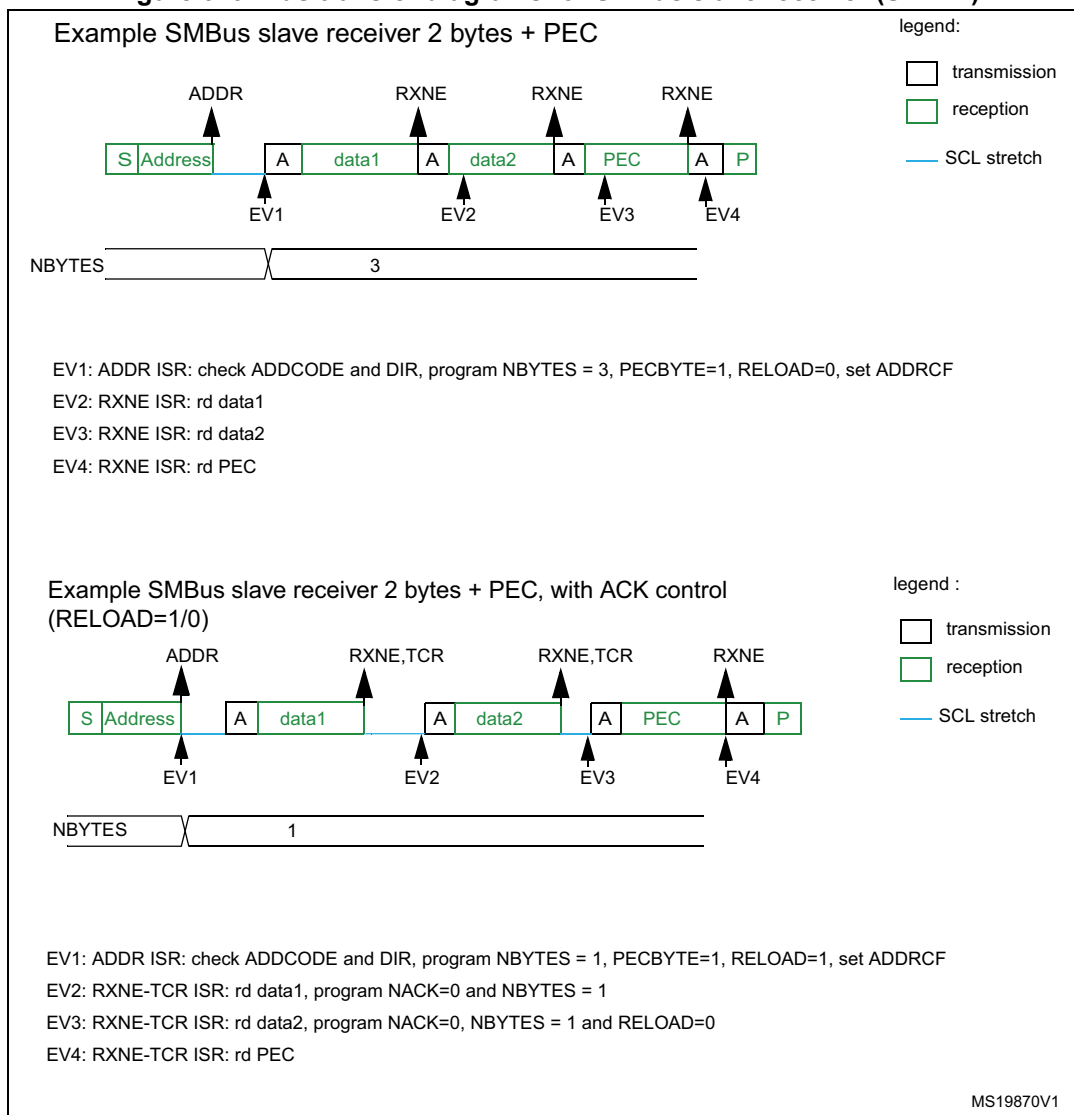 Example SMBus slave receiver 2 bytes + PEC
legend:
transmission
reception
SCL stretch
ADDR RXNE RXNE RXNE
S Address A data1 A data2 A PEC A P
EV1 EV2 EV3 EV4
NBYTES 3
EV1: ADDR ISR: check ADDCODE and DIR, program NBYTES = 3, PECBYTE=1, RELOAD=0, set ADDRCF
EV2: RXNE ISR: rd data1
EV3: RXNE ISR: rd data2
EV4: RXNE ISR: rd PEC
Example SMBus slave receiver 2 bytes + PEC, with ACK control
(RELOAD=1/0)
legend :
transmission
reception
SCL stretch
ADDR RXNE,TCR RXNE,TCR RXNE
S Address A data1 A data2 A PEC A P
EV1 EV2 EV3 EV4
NBYTES 1
EV1: ADDR ISR: check ADDCODE and DIR, program NBYTES = 1, PECBYTE=1, RELOAD=1, set ADDRCF
EV2: RXNE-TCR ISR: rd data1, program NACK=0 and NBYTES = 1
EV3: RXNE-TCR ISR: rd data2, program NACK=0, NBYTES = 1 and RELOAD=0
EV4: RXNE-TCR ISR: rd PEC
MS19870V1